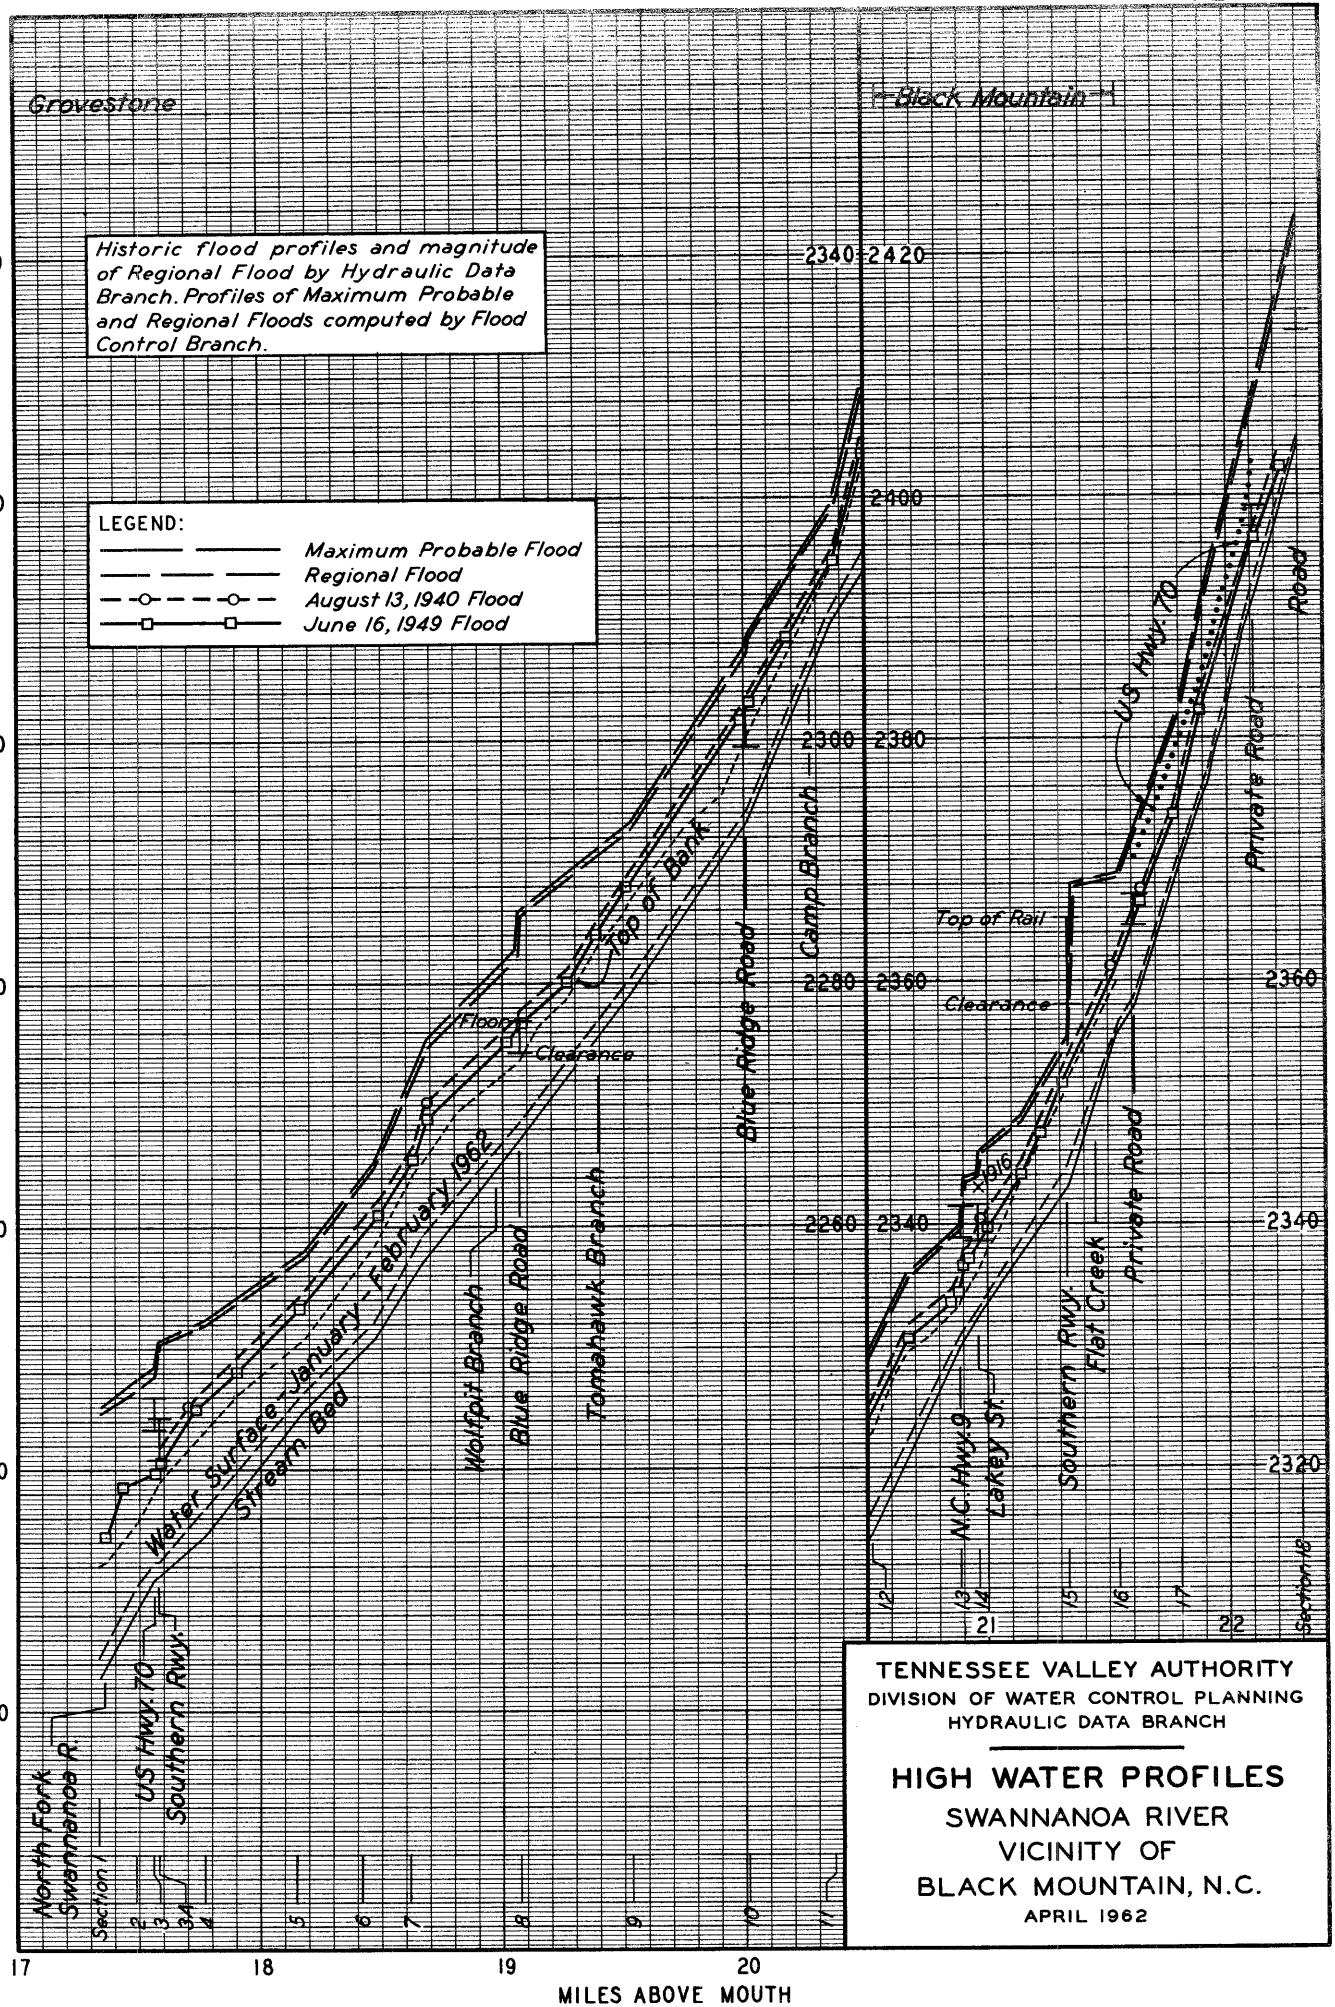 Grovestone
Black Mountain
Historic flood profiles and magnitude
of Regional Flood by Hydraulic Data
Branch. Profiles of Maximum Probable
and Regional Floods computed by Flood
Control Branch.
2340 2420
LEGEND:
Maximum Probable Flood
Regional Flood
August 13, 1940 Flood
June 16, 1949 Flood
2400
US Hwy. 70
Road
Private Road
2300 2380
Camp Branch
Top of Bank
Blue Ridge Road
Top of Rail
2280 2360
2360
Clearance
Floor
Clearance
Water Surface - January - February 1962
Stream Bed
Wolfpit Branch
Blue Ridge Road
Tomahawk Branch
1916
2260 2340
2340
Southern Rwy.
Flat Creek
Private Road
N.C. Hwy. 9
Lakey St.
2320
12
13
14
15
16
17
Section 18
21
22
North Fork
Swannanoa R.
US Hwy. 70
Southern Rwy.
Section 1
2
3
3A
4
5
6
7
8
9
10
11
TENNESSEE VALLEY AUTHORITY
DIVISION OF WATER CONTROL PLANNING
HYDRAULIC DATA BRANCH
HIGH WATER PROFILES
SWANNANOA RIVER
VICINITY OF
BLACK MOUNTAIN, N.C.
APRIL 1962
17
18
19
20
MILES ABOVE MOUTH